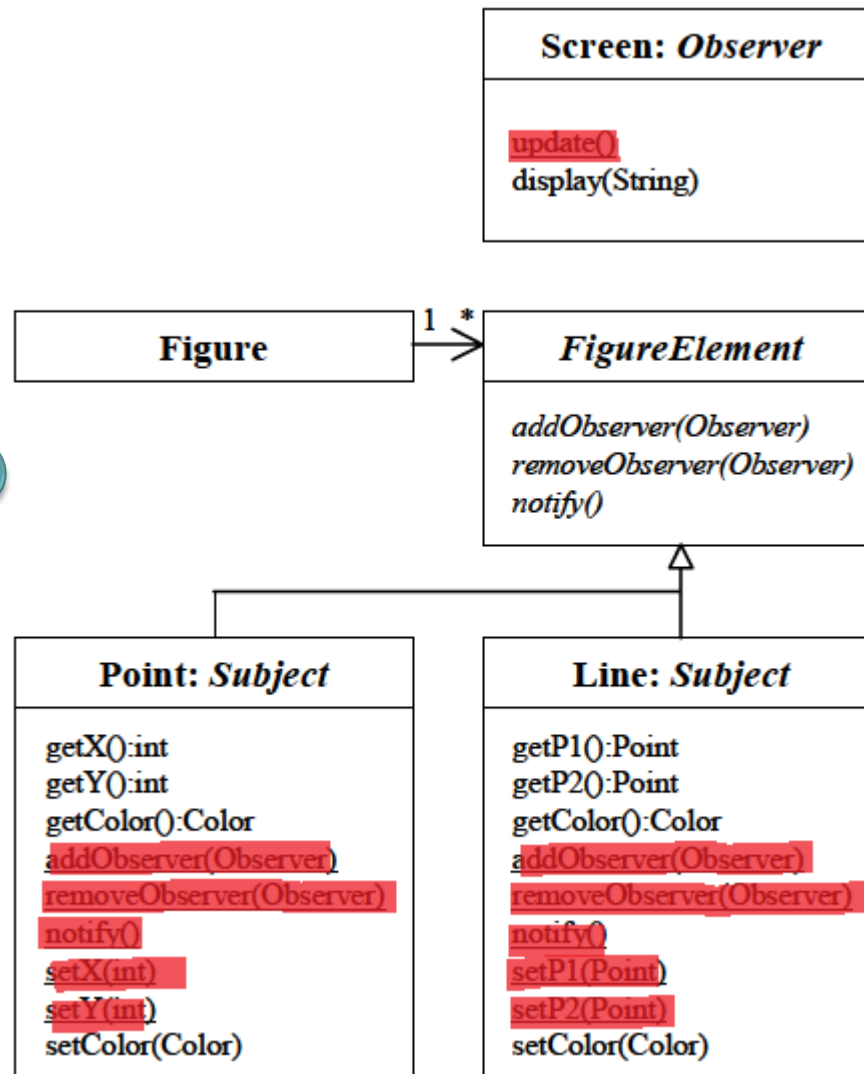 Screen: Observer
update()
display(String)
1 *
Figure
FigureElement
addObserver(Observer)
removeObserver(Observer)
notify()
Point: Subject
getX():int
getY():int
getColor():Color
addObserver(Observer)
removeObserver(Observer)
notify()
setX(int)
setY(int)
setColor(Color)
Line: Subject
getP1():Point
getP2():Point
getColor():Color
addObserver(Observer)
removeObserver(Observer)
notify()
setP1(Point)
setP2(Point)
setColor(Color)